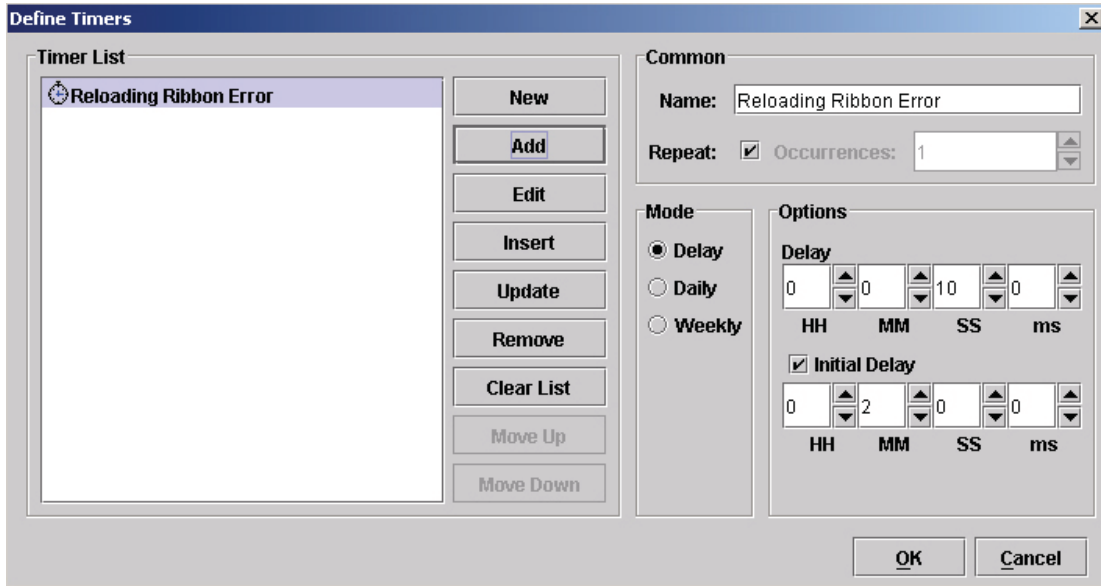 Define Timers
Timer List
Reloading Ribbon Error
New
Add
Edit
Insert
Update
Remove
Clear List
Move Up
Move Down
Common
Name: Reloading Ribbon Error
Repeat: Occurrences: 1
Mode
Delay
Daily
Weekly
Options
Delay
0 0 10 0
HH MM SS ms
Initial Delay
0 2 0 0
HH MM SS ms
OK Cancel